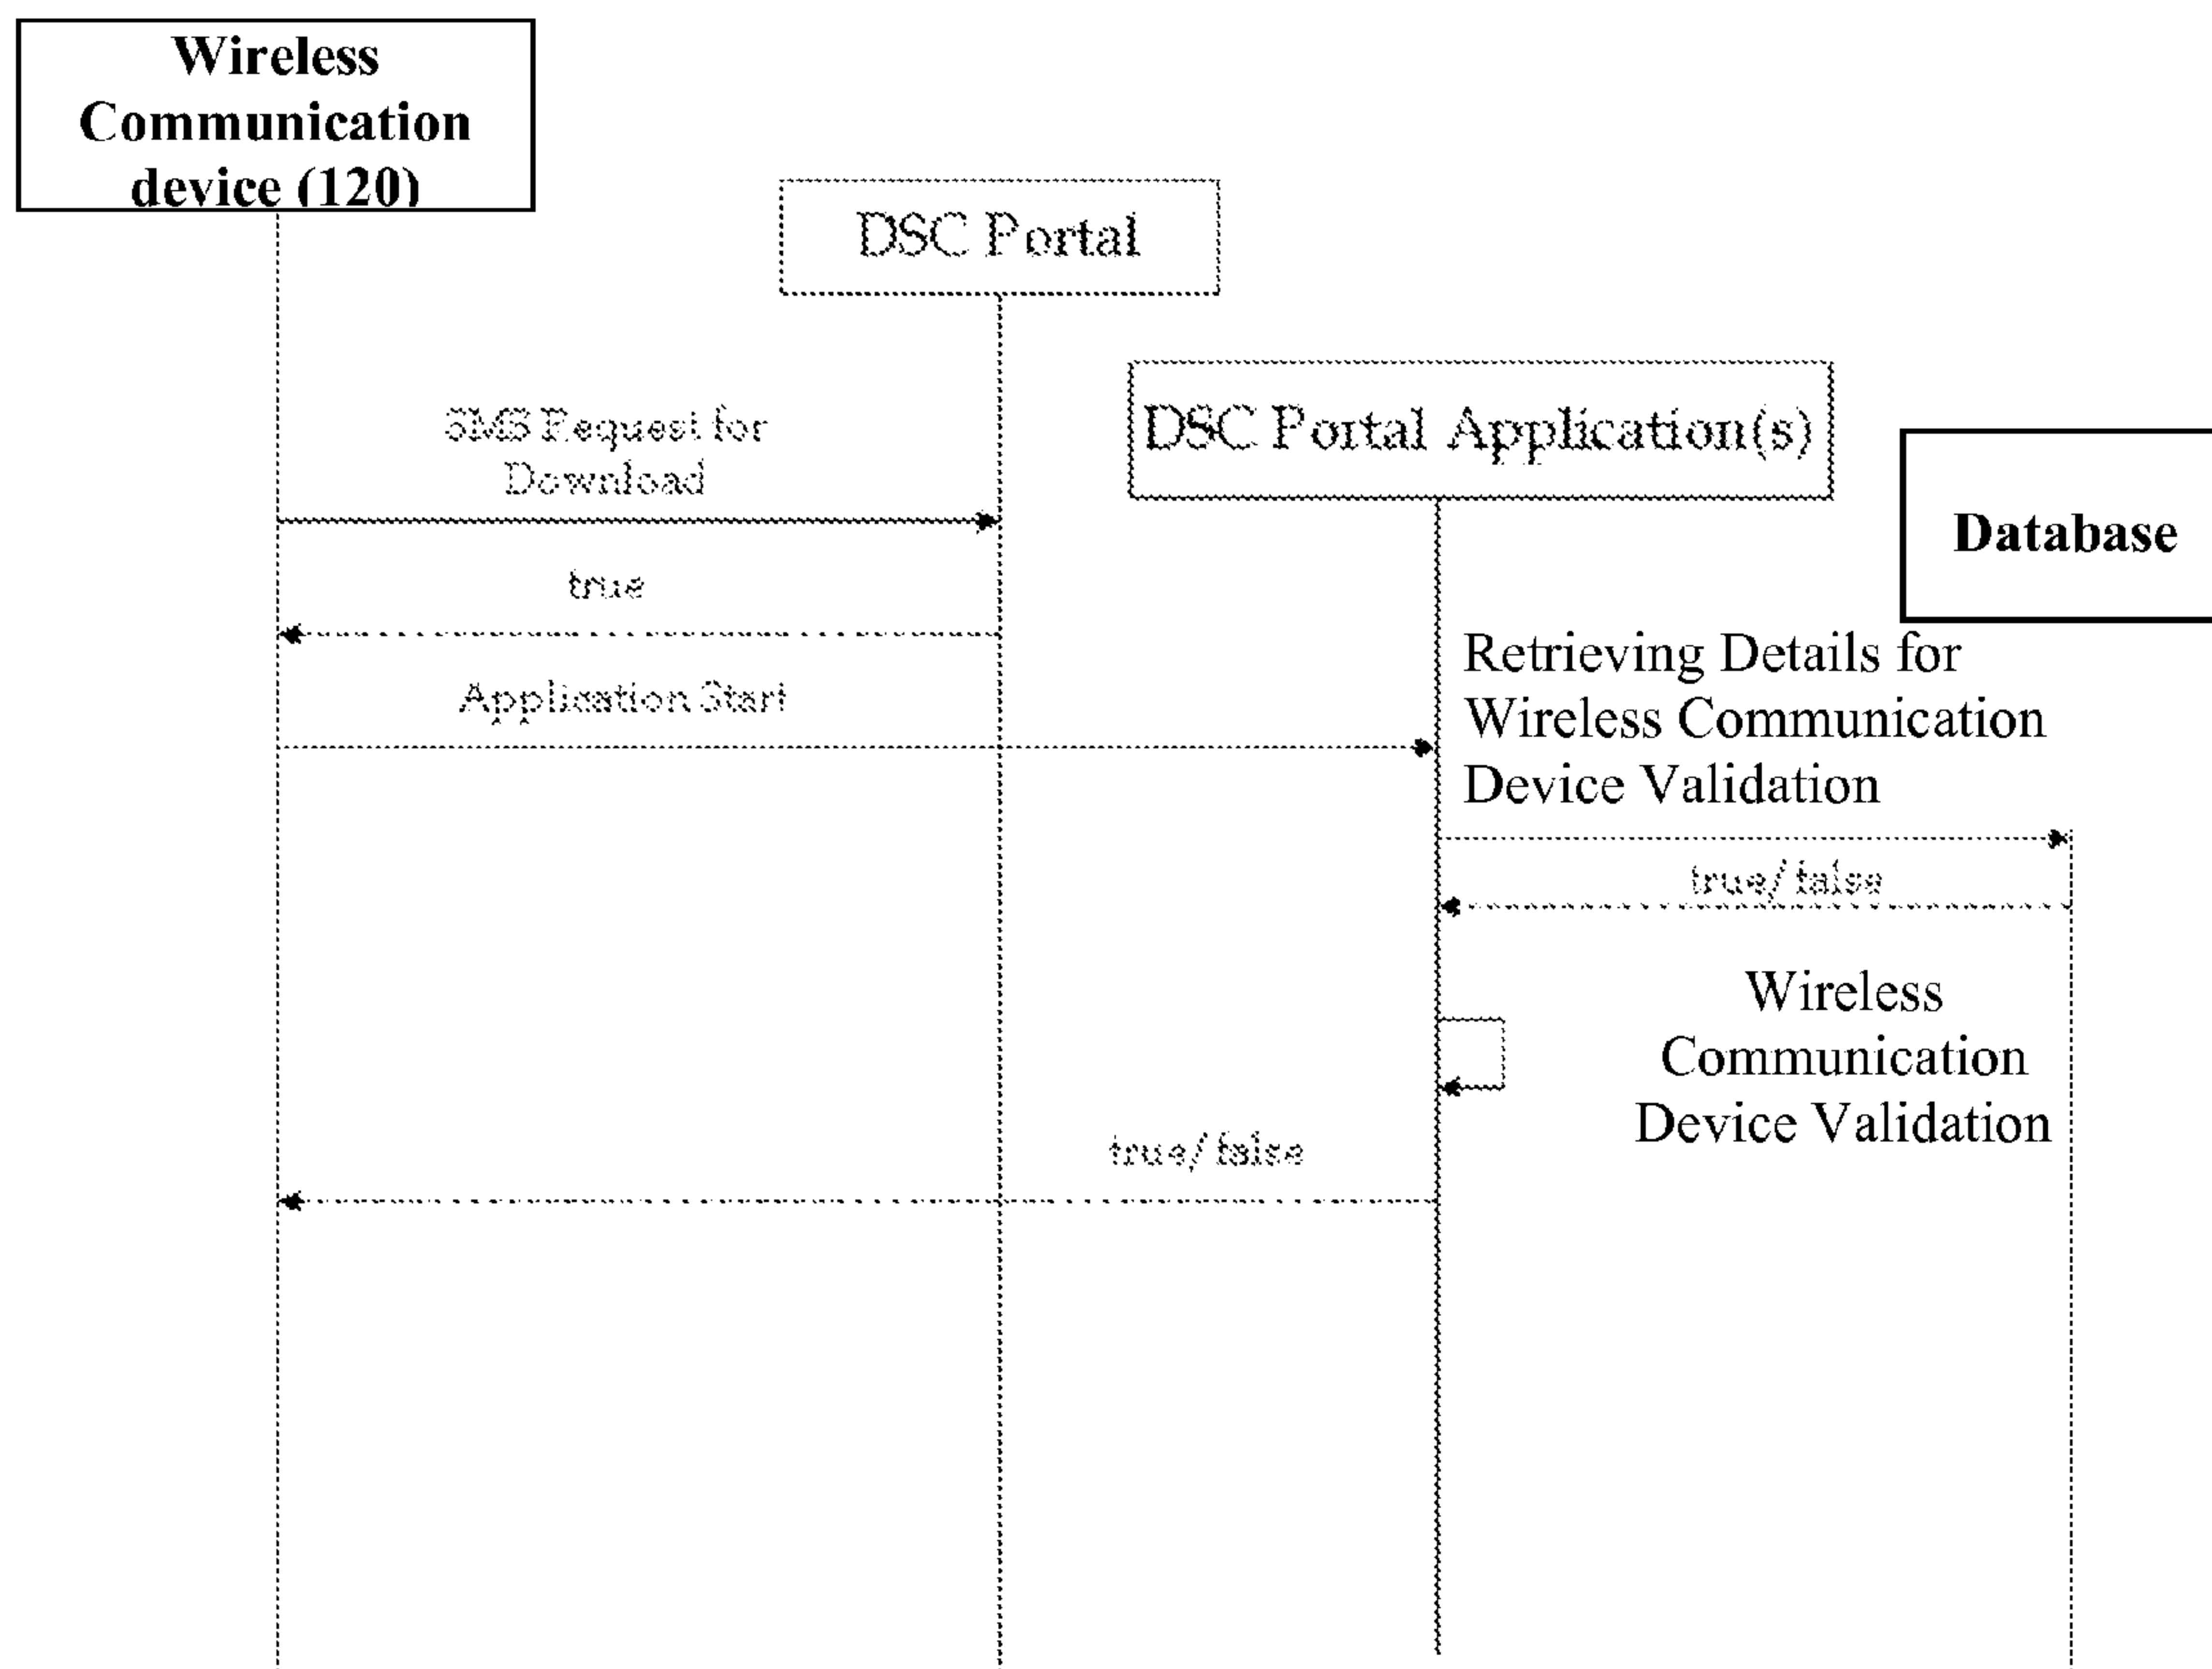 Wireless
Communication
device (120)
DSC Portal
DSC Portal Application(s)
Database
SMS Request for
Download
true
Application Start
Retrieving Details for
Wireless Communication
Device Validation
true/false
Wireless
Communication
Device Validation
true/false